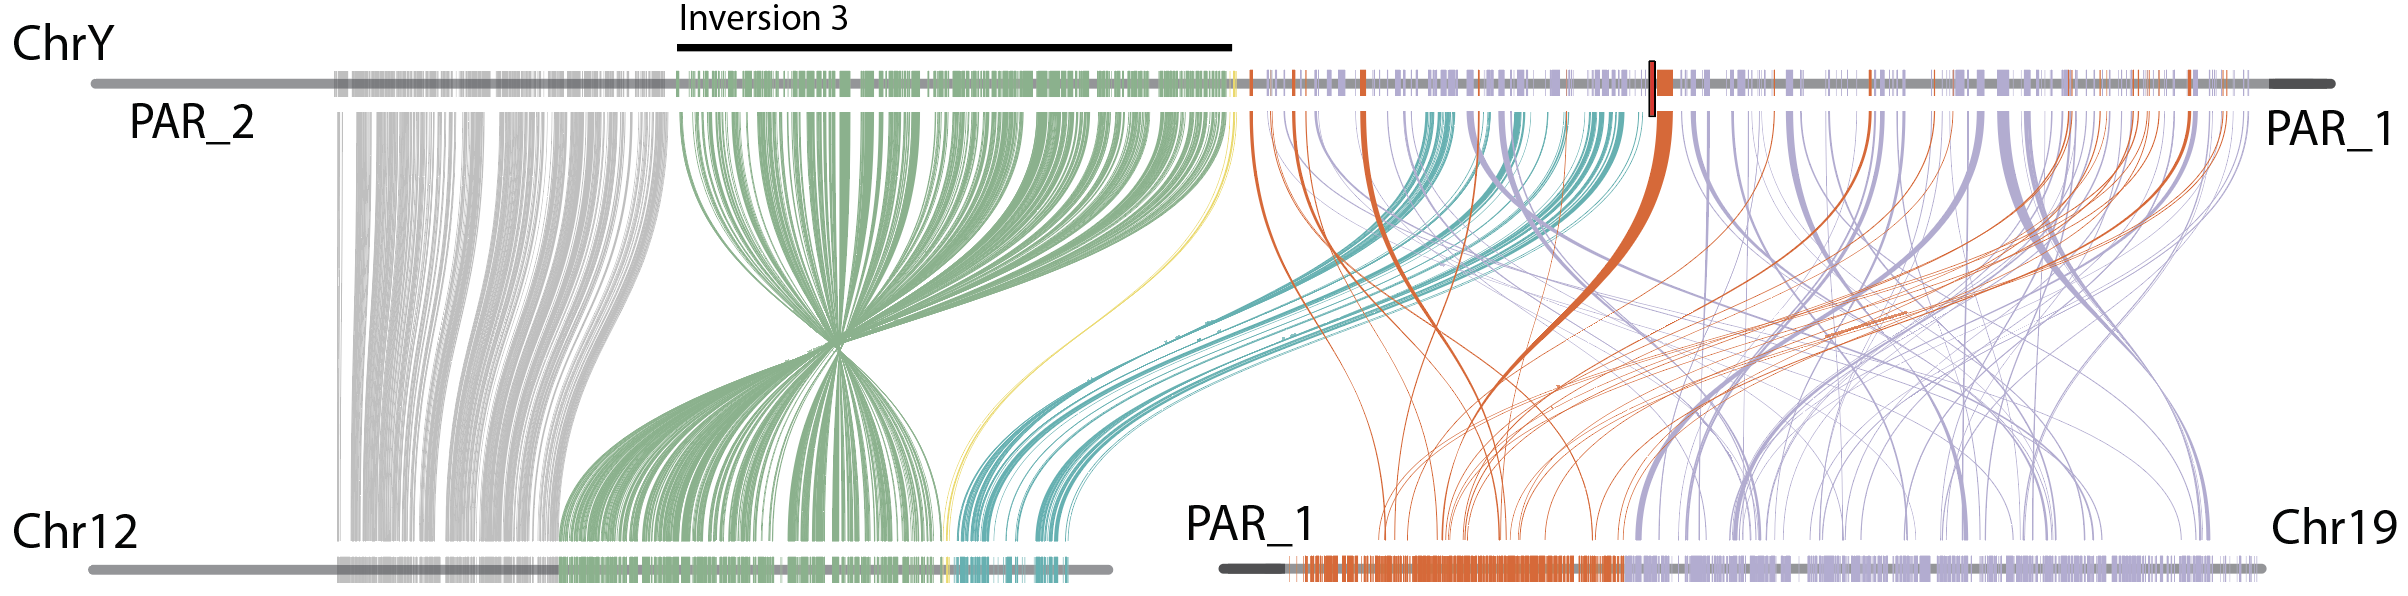 Inversion 3
ChrY
PAR_2
PAR_1
Chr12
PAR_1
Chr19